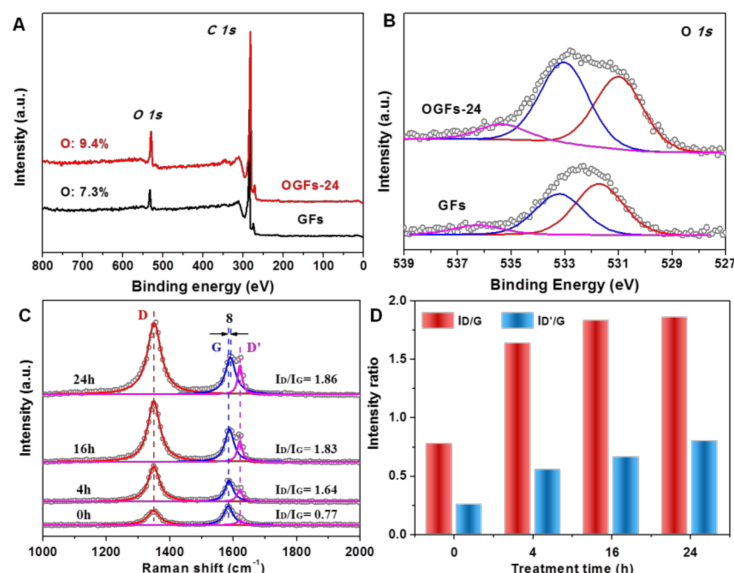 A
C 1s
O 1s
O: 9.4%
O: 7.3%
OGFs-24
GFs
Intensity (a.u.)
800 700 600 500 400 300 200 100 0
Binding energy (eV)
B
O 1s
OGFs-24
GFs
Intensity (a.u.)
539 537 535 533 531 529 527
Binding energy (eV)
C
D
8
G
D'
24h
ID/IG = 1.86
16h
ID/IG= 1.83
4h
ID/IG= 1.64
0h
ID/IG= 0.77
Intensity (a.u.)
1000 1200 1400 1600 1800 2000
Raman shift (cm-1)
D
ID/G
ID'/G
2.0
1.5
1.0
0.5
0.0
Intensity ratio
0 4 16 24
Treatment time (h)